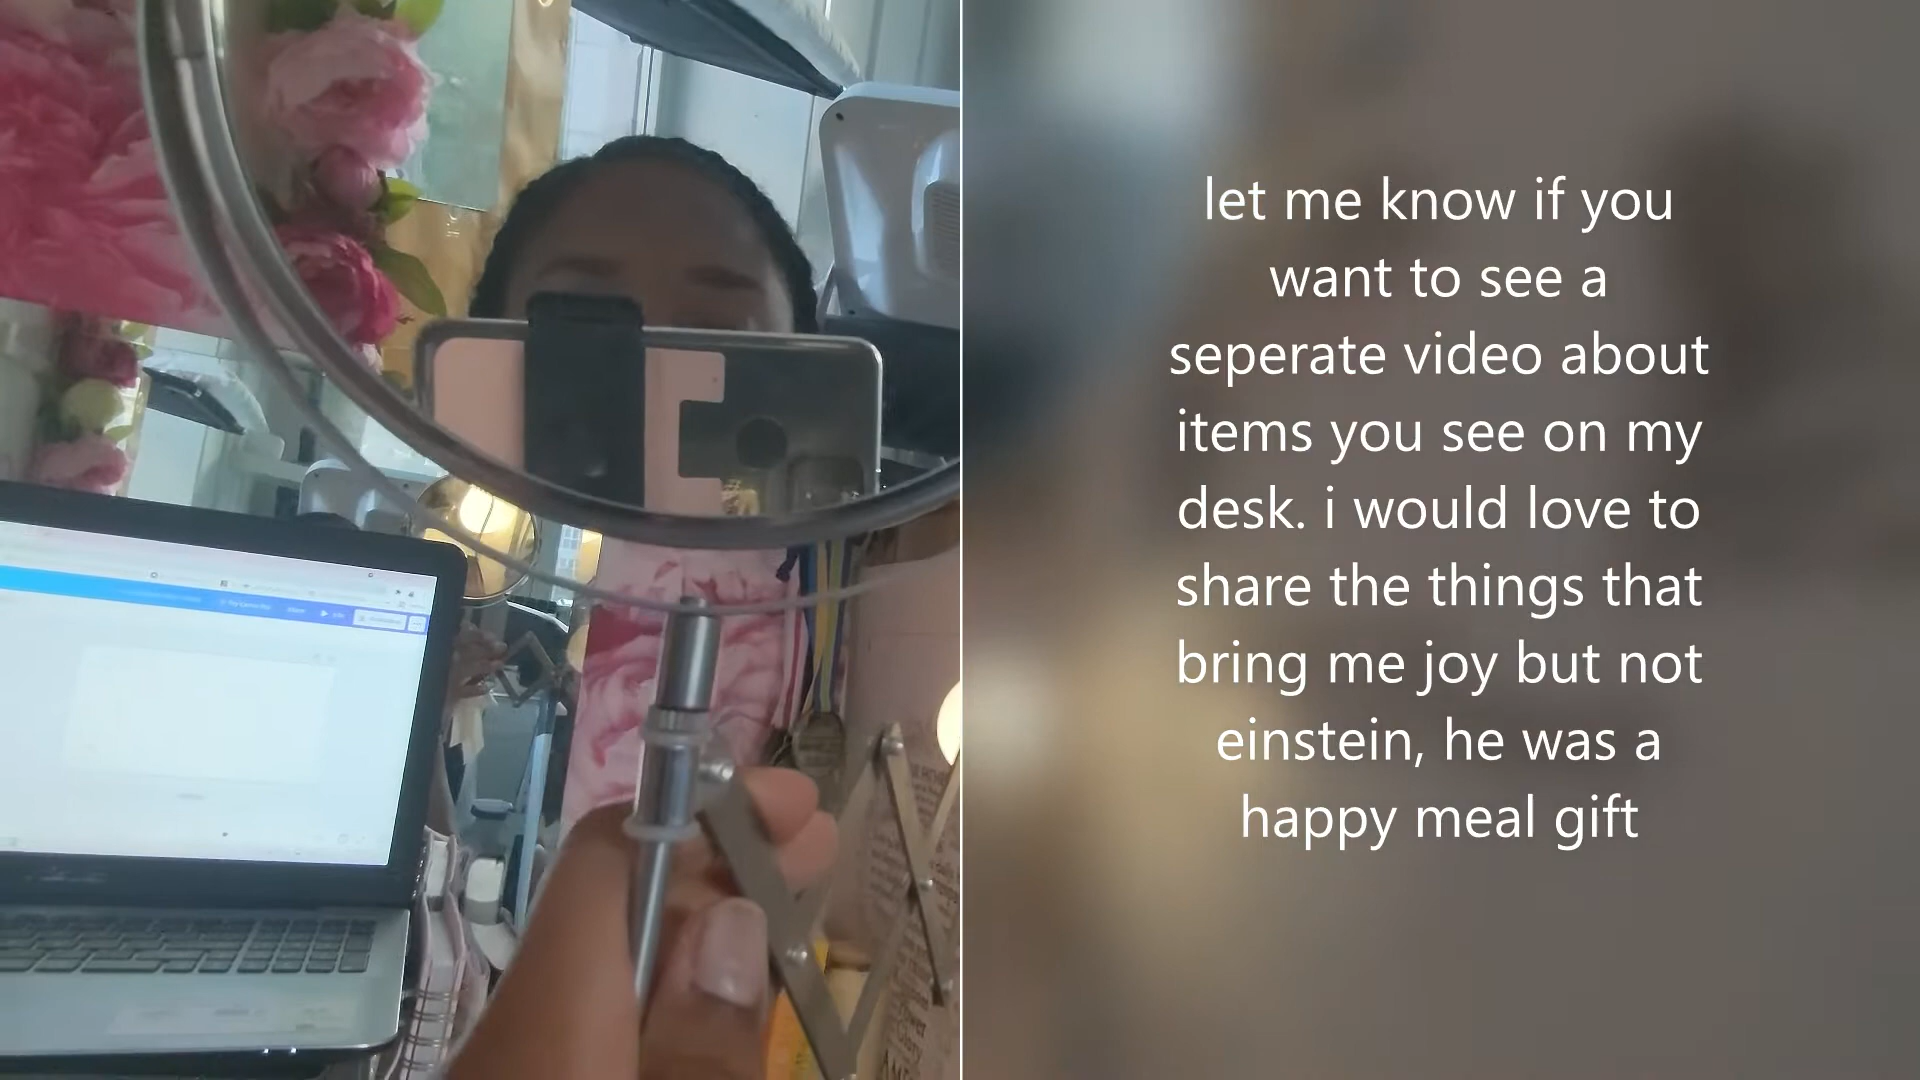 let me know if you
want to see a
seperate video about
items you see on my
desk. i would love to
share the things that
bring me joy but not
einstein, he was a
happy meal gift